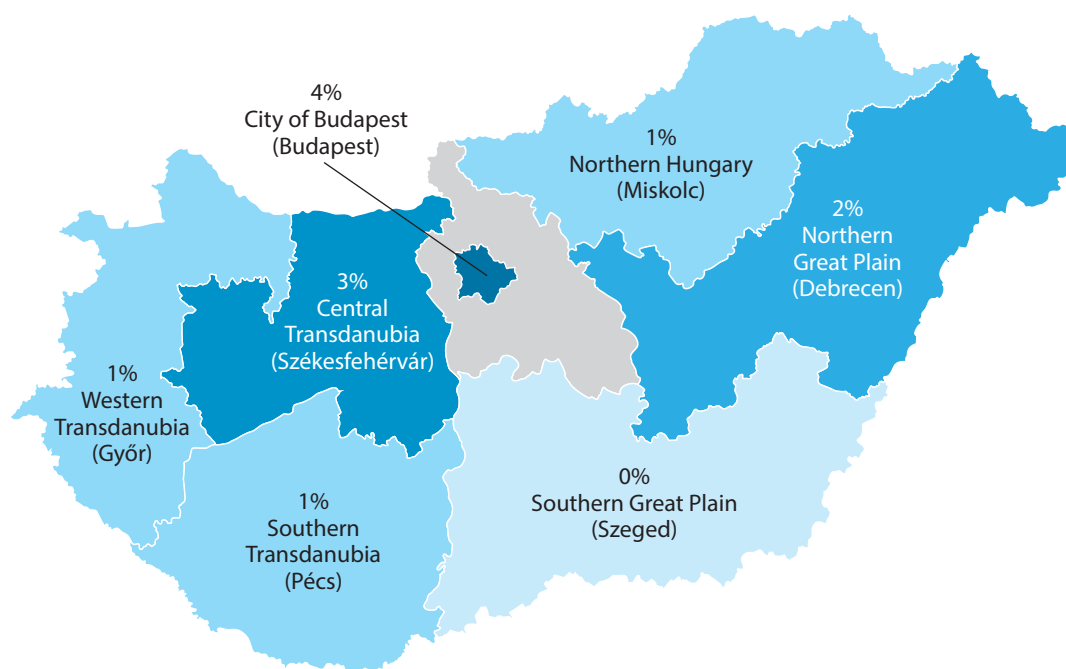 4%
City of Budapest
(Budapest)
1%
Northern Hungary
(Miskolc)
2%
Northern
Great Plain
(Debrecen)
3%
Central
Transdanubia
(Székesfehérvár)
1%
Western
Transdanubia
(Győr)
1%
Southern
Transdanubia
(Pécs)
0%
Southern Great Plain
(Szeged)